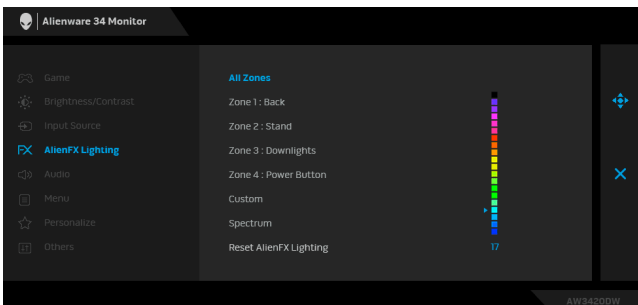 Alienware 34 Monitor
Game
Brightness/Contrast
Input Source
FX AlienFX Lighting
Audio
Menu
Personalize
Others
All Zones
Zone 1 : Back
Zone 2 : Stand
Zone 3 : Downlights
Zone 4 : Power Button
Custom
Spectrum
Reset AlienFX Lighting
17
AW3420DW